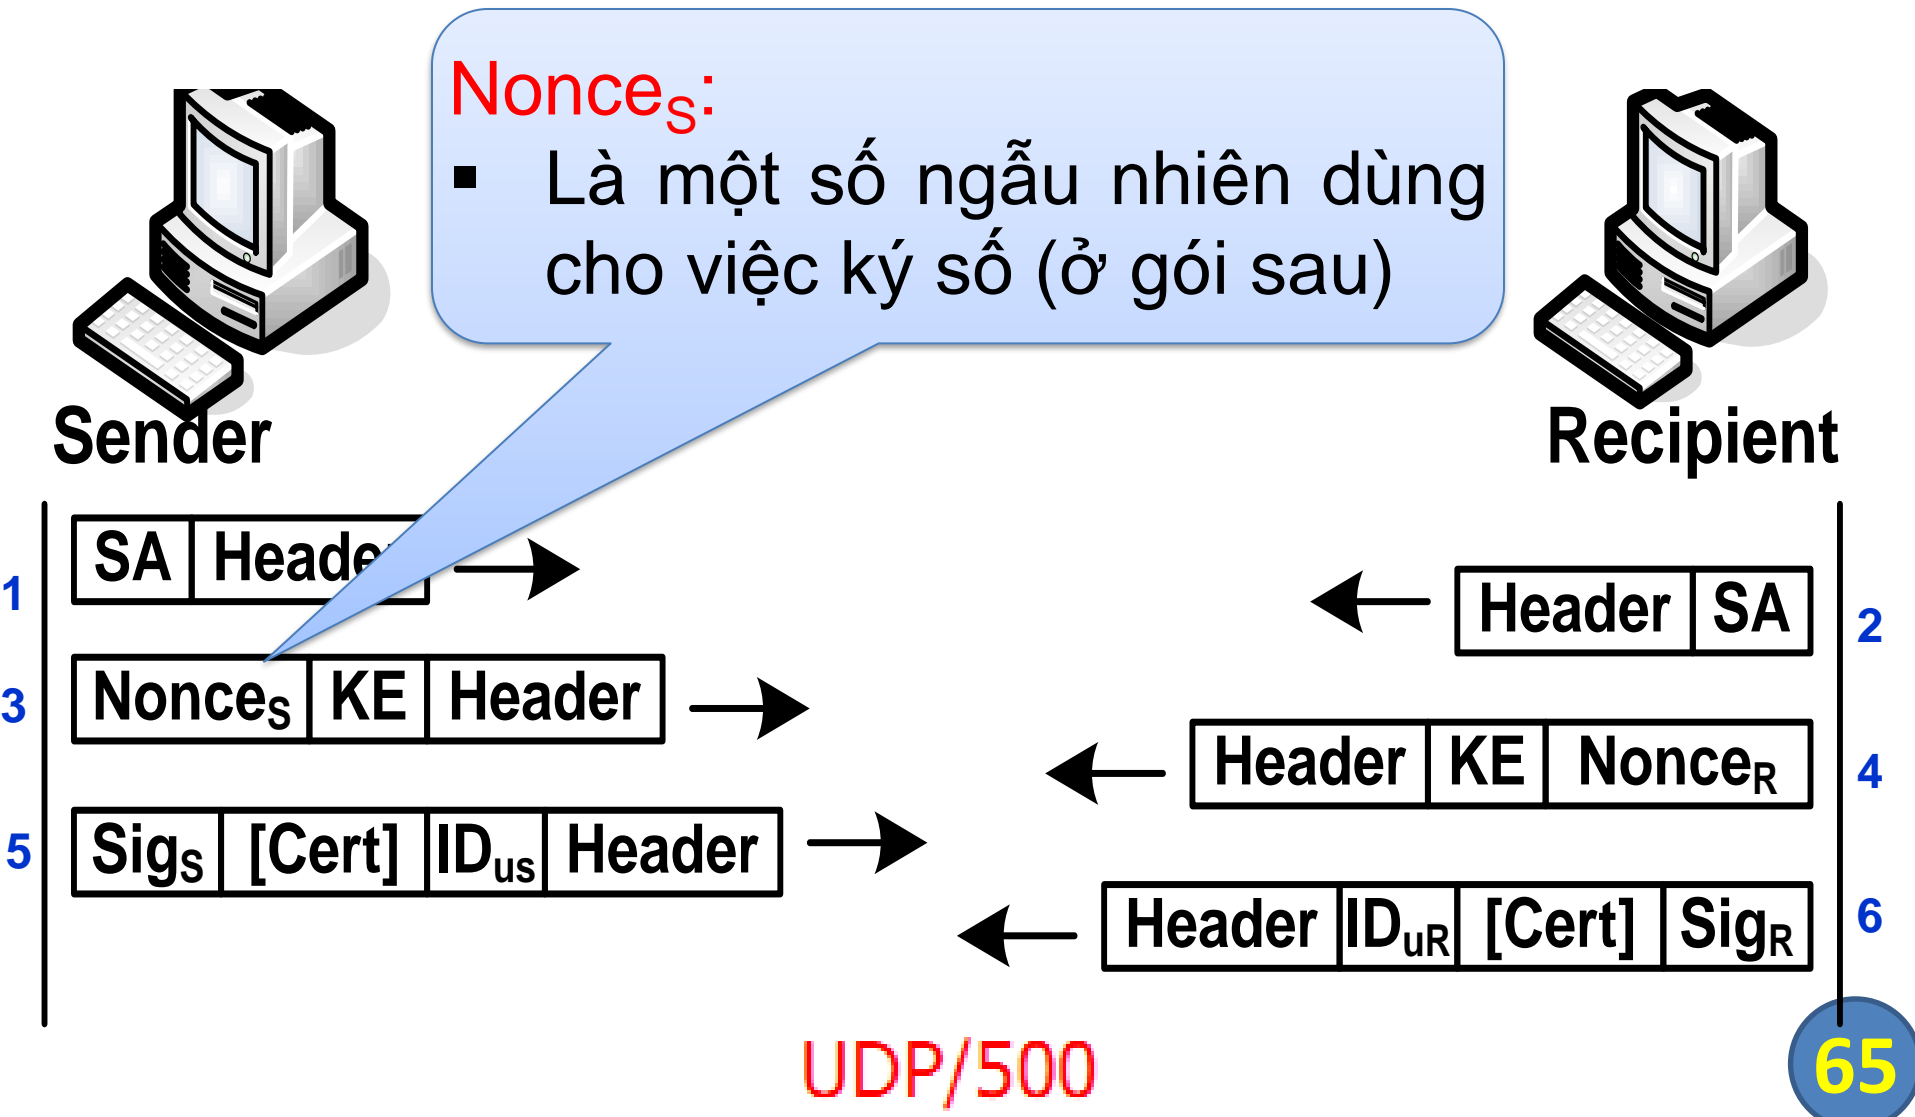 Nonce_S:
▪ Là một số ngẫu nhiên dùng
cho việc ký số (ở gói sau)
Sender
Recipient
1 SA Header
Header SA 2
3 Nonce_S KE Header
Header KE Nonce_R 4
5 Sig_S [Cert] ID_us Header
Header ID_uR [Cert] Sig_R 6
UDP/500
65